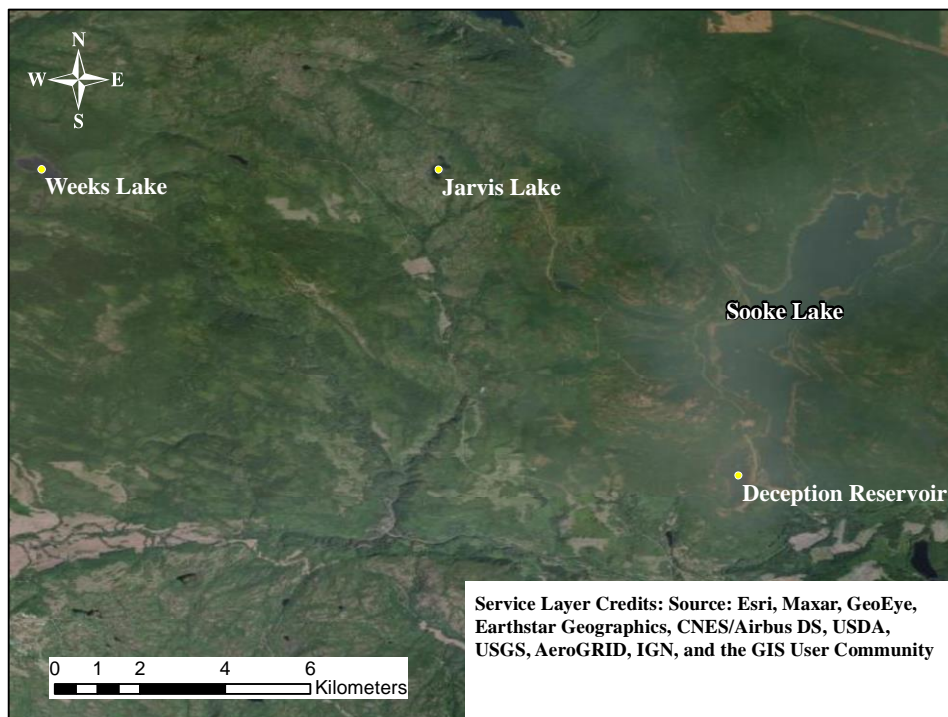 N
W E
S
Weeks Lake
Jarvis Lake
Sooke Lake
Deception Reservoir
Service Layer Credits: Source: Esri, Maxar, GeoEye,
Earthstar Geographics, CNES/Airbus DS, USDA,
USGS, AeroGRID, IGN, and the GIS User Community
0 1 2 4 6
Kilometers